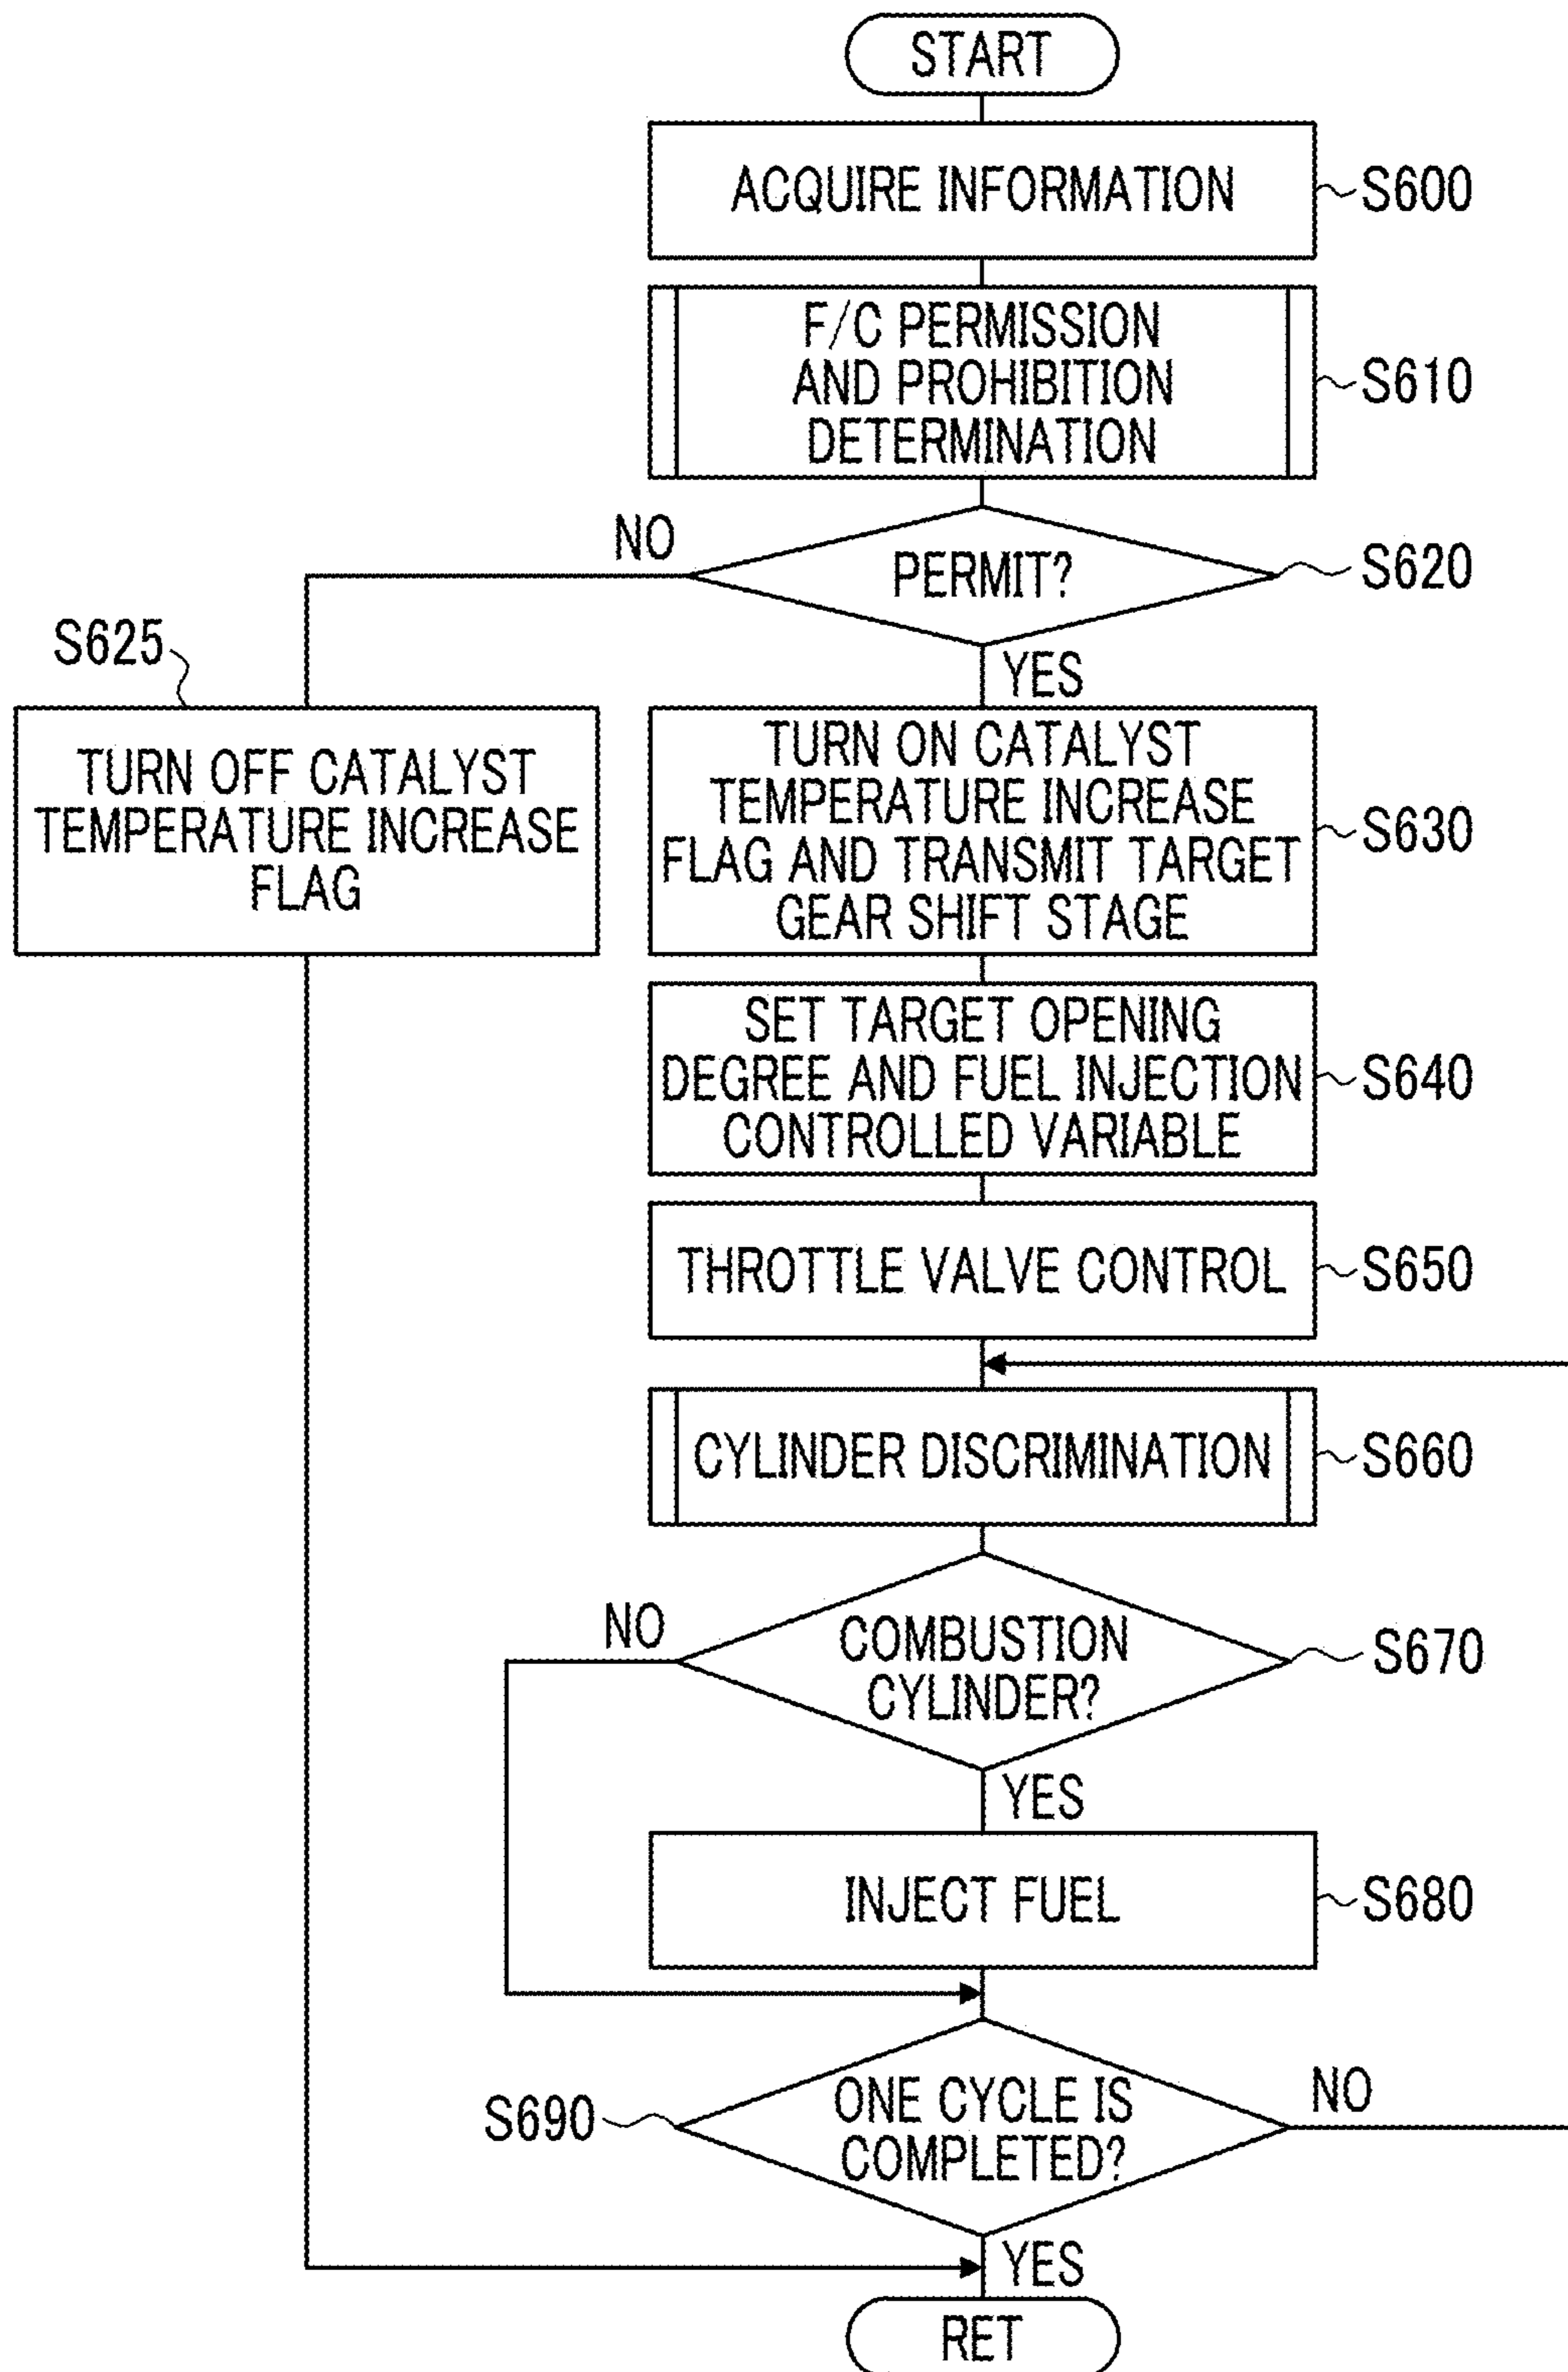 START
ACQUIRE INFORMATION
S600
F/C PERMISSION
AND PROHIBITION
DETERMINATION
S610
NO
PERMIT?
S620
YES
S625
TURN OFF CATALYST
TEMPERATURE INCREASE
FLAG
TURN ON CATALYST
TEMPERATURE INCREASE
FLAG AND TRANSMIT TARGET
GEAR SHIFT STAGE
S630
SET TARGET OPENING
DEGREE AND FUEL INJECTION
CONTROLLED VARIABLE
S640
THROTTLE VALVE CONTROL
S650
CYLINDER DISCRIMINATION
S660
NO
COMBUSTION
CYLINDER?
S670
YES
INJECT FUEL
S680
S690
ONE CYCLE IS
COMPLETED?
NO
YES
RET